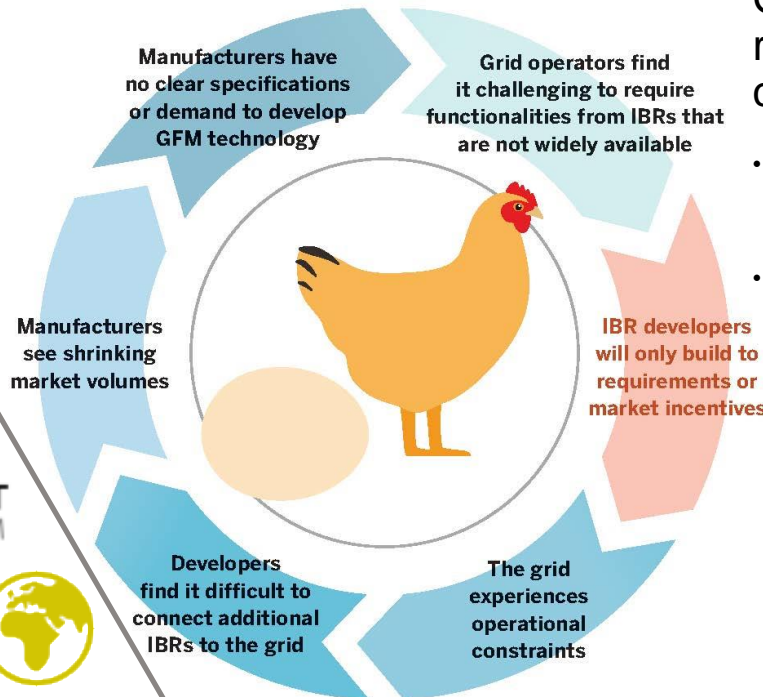 Manufacturers have
no clear specifications
or demand to develop
GFM technology
Grid operators find
it challenging to require
functionalities from IBRs that
are not widely available
IBR developers
will only build to
requirements or
market incentives
The grid
experiences
operational
constraints
Developers
find it difficult to
connect additional
IBRs to the grid
Manufacturers
see shrinking
market volumes